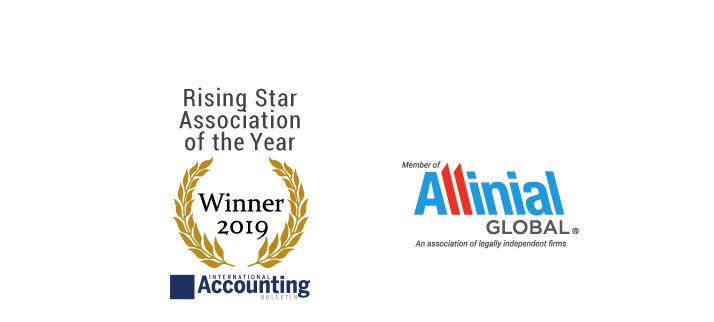 Rising Star
Association
of the Year
Winner
2019
INTERNATIONAL
Accounting
BULLETIN
Member of
Allinial
GLOBAL®
An association of legally independent firms